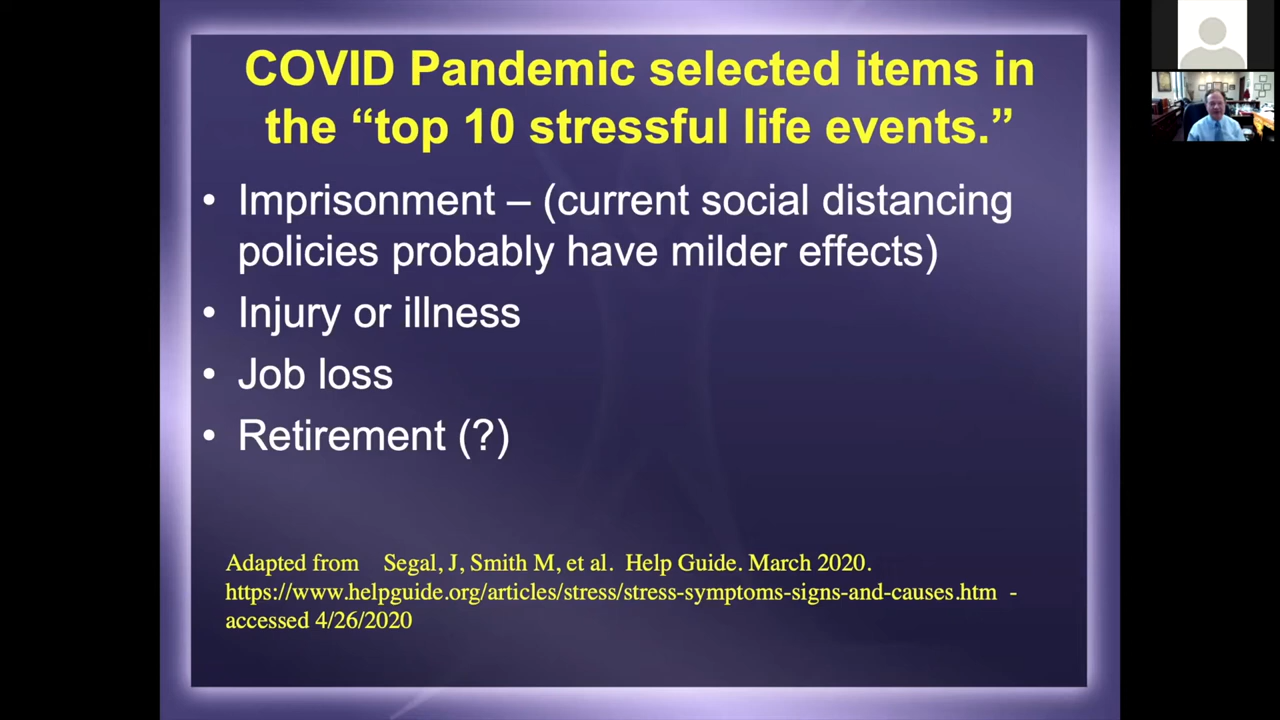 COVID Pandemic selected items in
the “top 10 stressful life events.”
• Imprisonment – (current social distancing
policies probably have milder effects)
• Injury or illness
• Job loss
• Retirement (?)
Adapted from Segal, J, Smith M, et al. Help Guide. March 2020.
https://www.helpguide.org/articles/stress/stress-symptoms-signs-and-causes.htm -
accessed 4/26/2020